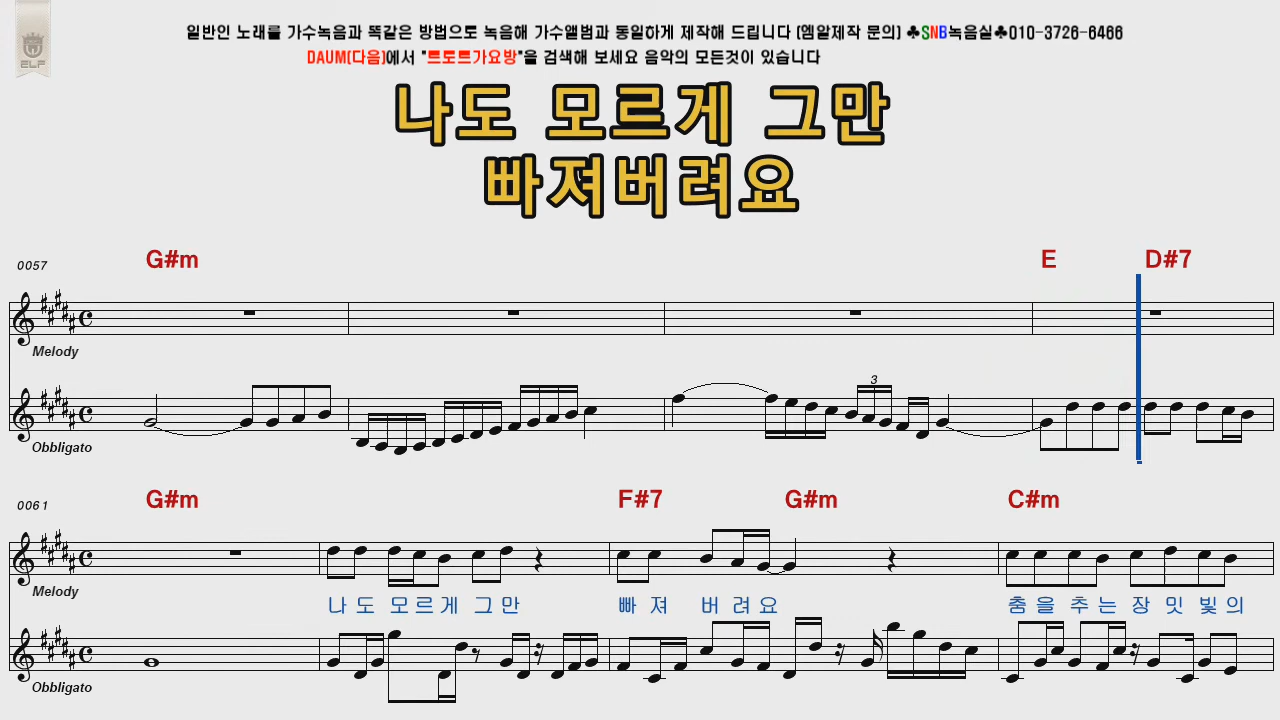 일반인 노래를 가수녹음과 똑같은 방법으로 녹음해 가수앨범과 동일하게 제작해 드립니다 (엠알제작 문의) ♣SNB녹음실♣010-3726-6466
DAUM(다음)에서 "트로트가요방"을 검색해 보세요 음악의 모든것이 있습니다
ELF
나도 모르게 그만
빠져버려요
0057 G#m E D#7
Melody
3
Obbligato
0061 G#m F#7 G#m C#m
Melody
나도 모르게 그만 빠져 버려요 춤을 추는 장밋빛의
Obbligato